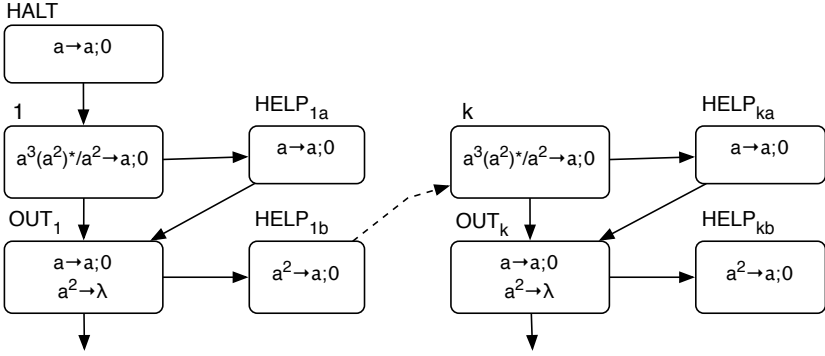 HALT
a→a;0
1
a³(a²)*/a²→a;0
HELP₁ₐ
a→a;0
OUT₁
a→a;0
a²→λ
HELP₁b
a²→a;0
k
a³(a²)*/a²→a;0
HELPₖₐ
a→a;0
OUTₖ
a→a;0
a²→λ
HELPₖb
a²→a;0